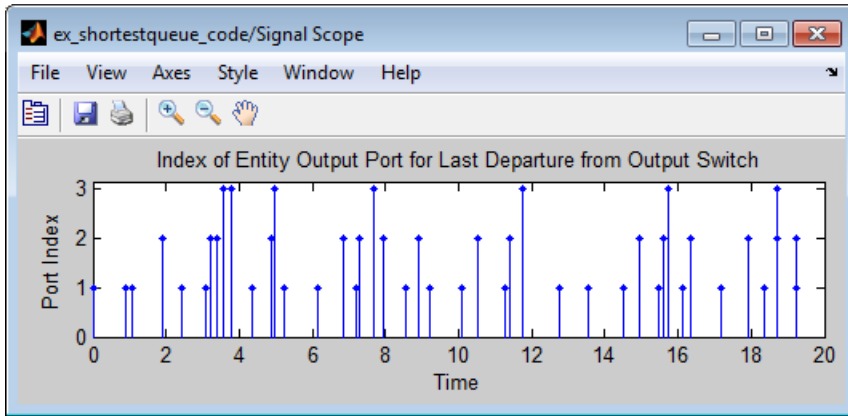 ex_shortestqueue_code/Signal Scope
File View Axes Style Window Help
Index of Entity Output Port for Last Departure from Output Switch
Port Index
3
2
1
0
0 2 4 6 8 10 12 14 16 18 20
Time